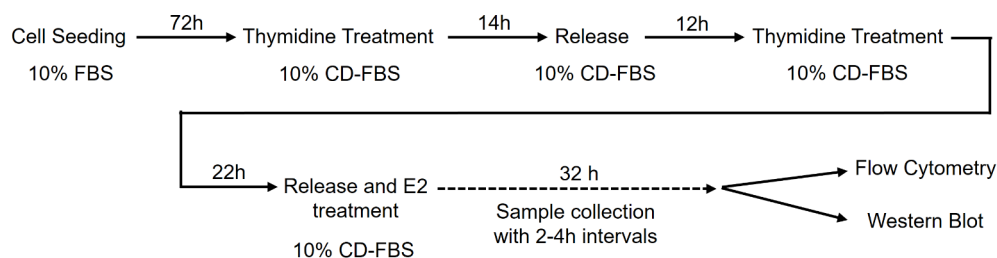 72h
14h
12h
Cell Seeding
Thymidine Treatment
Release
Thymidine Treatment
10% FBS
10% CD-FBS
10% CD-FBS
10% CD-FBS
22h
Release and E2
treatment
10% CD-FBS
32 h
Sample collection
with 2-4h intervals
Flow Cytometry
Western Blot